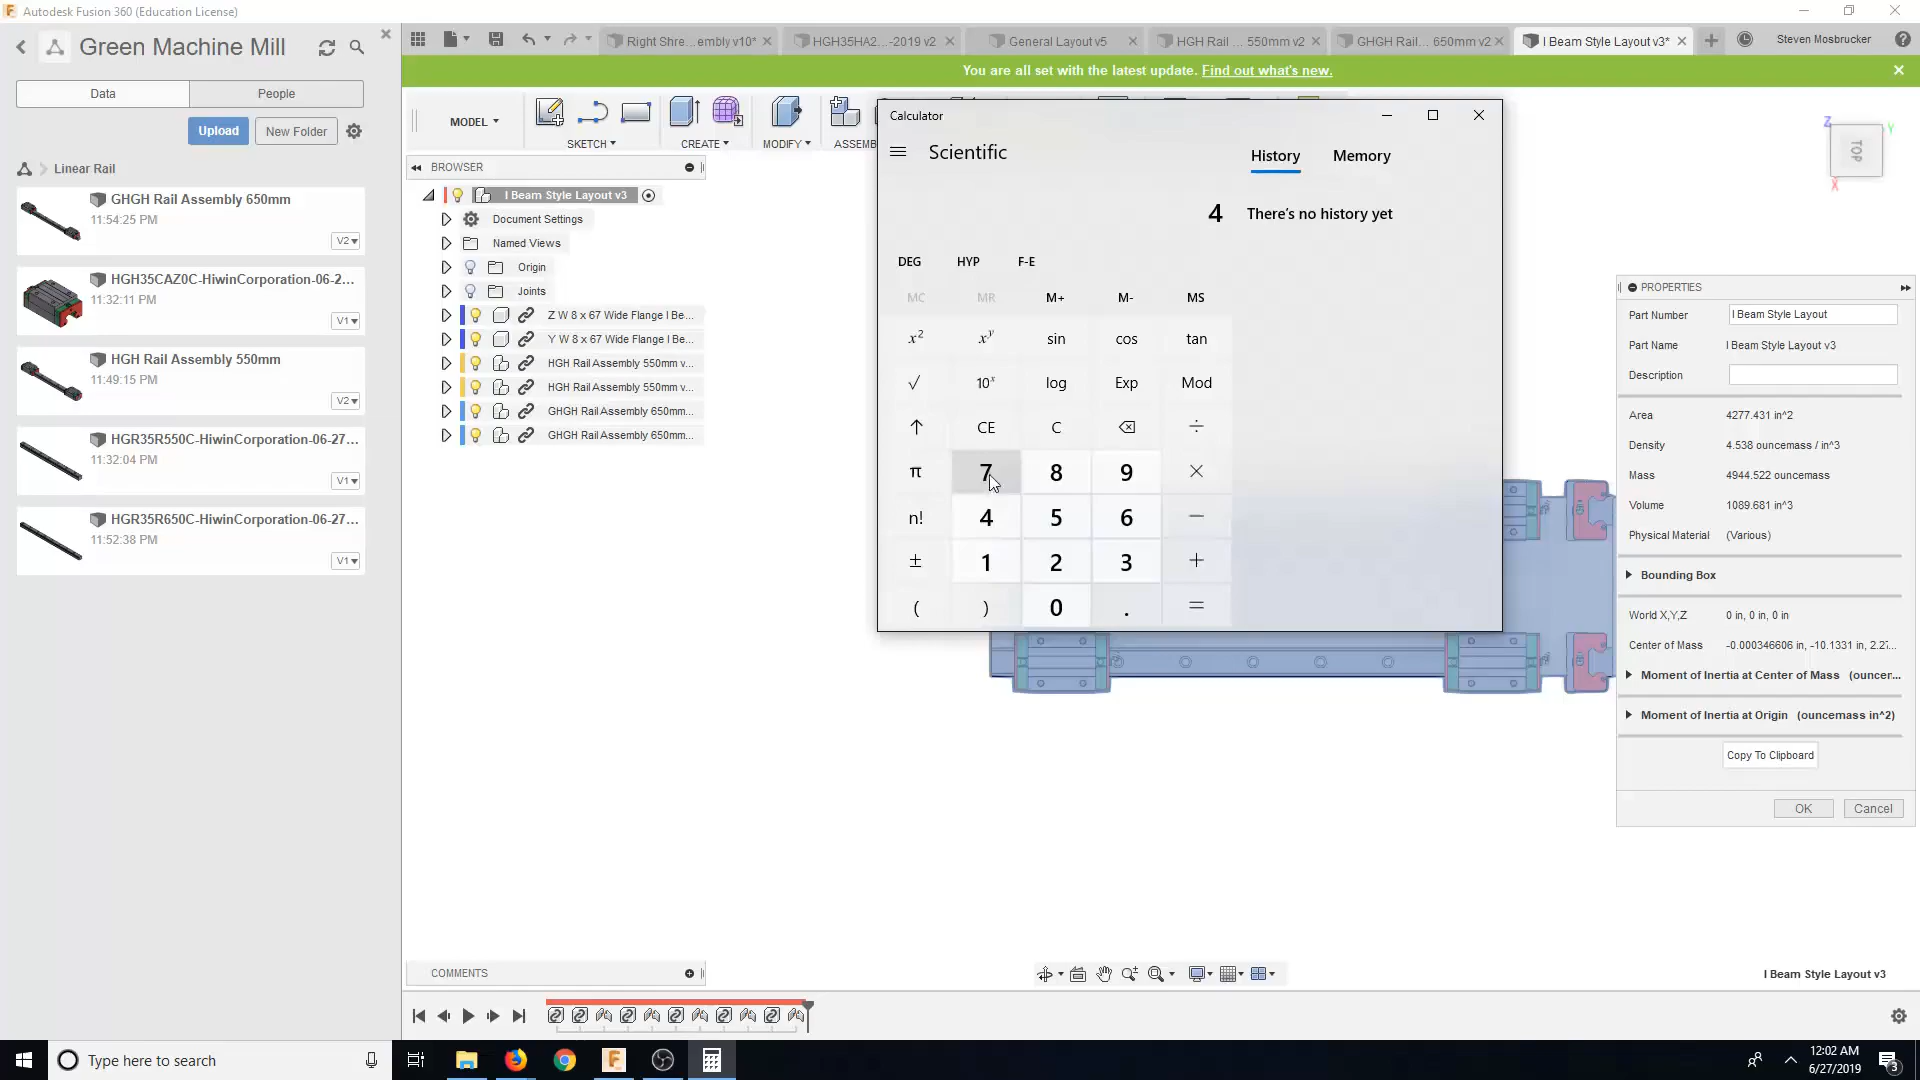 Autodesk Fusion 360 (Education License)
Green Machine Mill
Data
People
Upload
New Folder
Linear Rail
GHGH Rail Assembly 650mm
11:54:25 PM
V2
HGH35CAZ0C-HiwinCorporation-06-2...
11:32:11 PM
V1
HGH Rail Assembly 550mm
11:49:15 PM
V2
HGR35R550C-HiwinCorporation-06-27...
11:32:04 PM
V1
HGR35R650C-HiwinCorporation-06-27...
11:52:38 PM
V1
Right Shre...embly v10*
HGH35HA2...-2019 v2
General Layout v5
HGH Rail ... 550mm v2
GHGH Rail... 650mm v2
I Beam Style Layout v3*
Steven Mosbrucker
You are all set with the latest update. Find out what's new.
MODEL
SKETCH
CREATE
MODIFY
ASSEMB
BROWSER
I Beam Style Layout v3
Document Settings
Named Views
Origin
Joints
Z W 8 x 67 Wide Flange I Be...
Y W 8 x 67 Wide Flange I Be...
HGH Rail Assembly 550mm v...
HGH Rail Assembly 550mm v...
GHGH Rail Assembly 650mm...
GHGH Rail Assembly 650mm...
Calculator
Scientific
History
Memory
4
There's no history yet
DEG HYP F-E
MC MR M+ M- MS
x² xʸ sin cos tan
√ 10ˣ log Exp Mod
↑ CE C ⌫ ÷
π 7 8 9 ×
n! 4 5 6 −
± 1 2 3 +
( ) 0 . =
Z
Y
TOP
X
PROPERTIES
Part Number I Beam Style Layout
Part Name I Beam Style Layout v3
Description
Area 4277.431 in^2
Density 4.538 ouncemass / in^3
Mass 4944.522 ouncemass
Volume 1089.681 in^3
Physical Material (Various)
Bounding Box
World X,Y,Z 0 in, 0 in, 0 in
Center of Mass -0.000346606 in, -10.1331 in, 2.27...
Moment of Inertia at Center of Mass (ouncer...
Moment of Inertia at Origin (ouncemass in^2)
Copy To Clipboard
OK
Cancel
COMMENTS
I Beam Style Layout v3
Type here to search
12:02 AM
6/27/2019
3